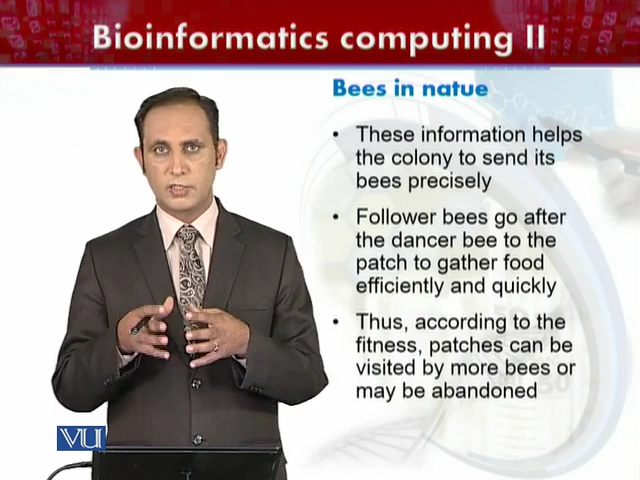 Bioinformatics computing II
Bees in natue
• These information helps
the colony to send its
bees precisely
• Follower bees go after
the dancer bee to the
patch to gather food
efficiently and quickly
• Thus, according to the
fitness, patches can be
visited by more bees or
may be abandoned
VU